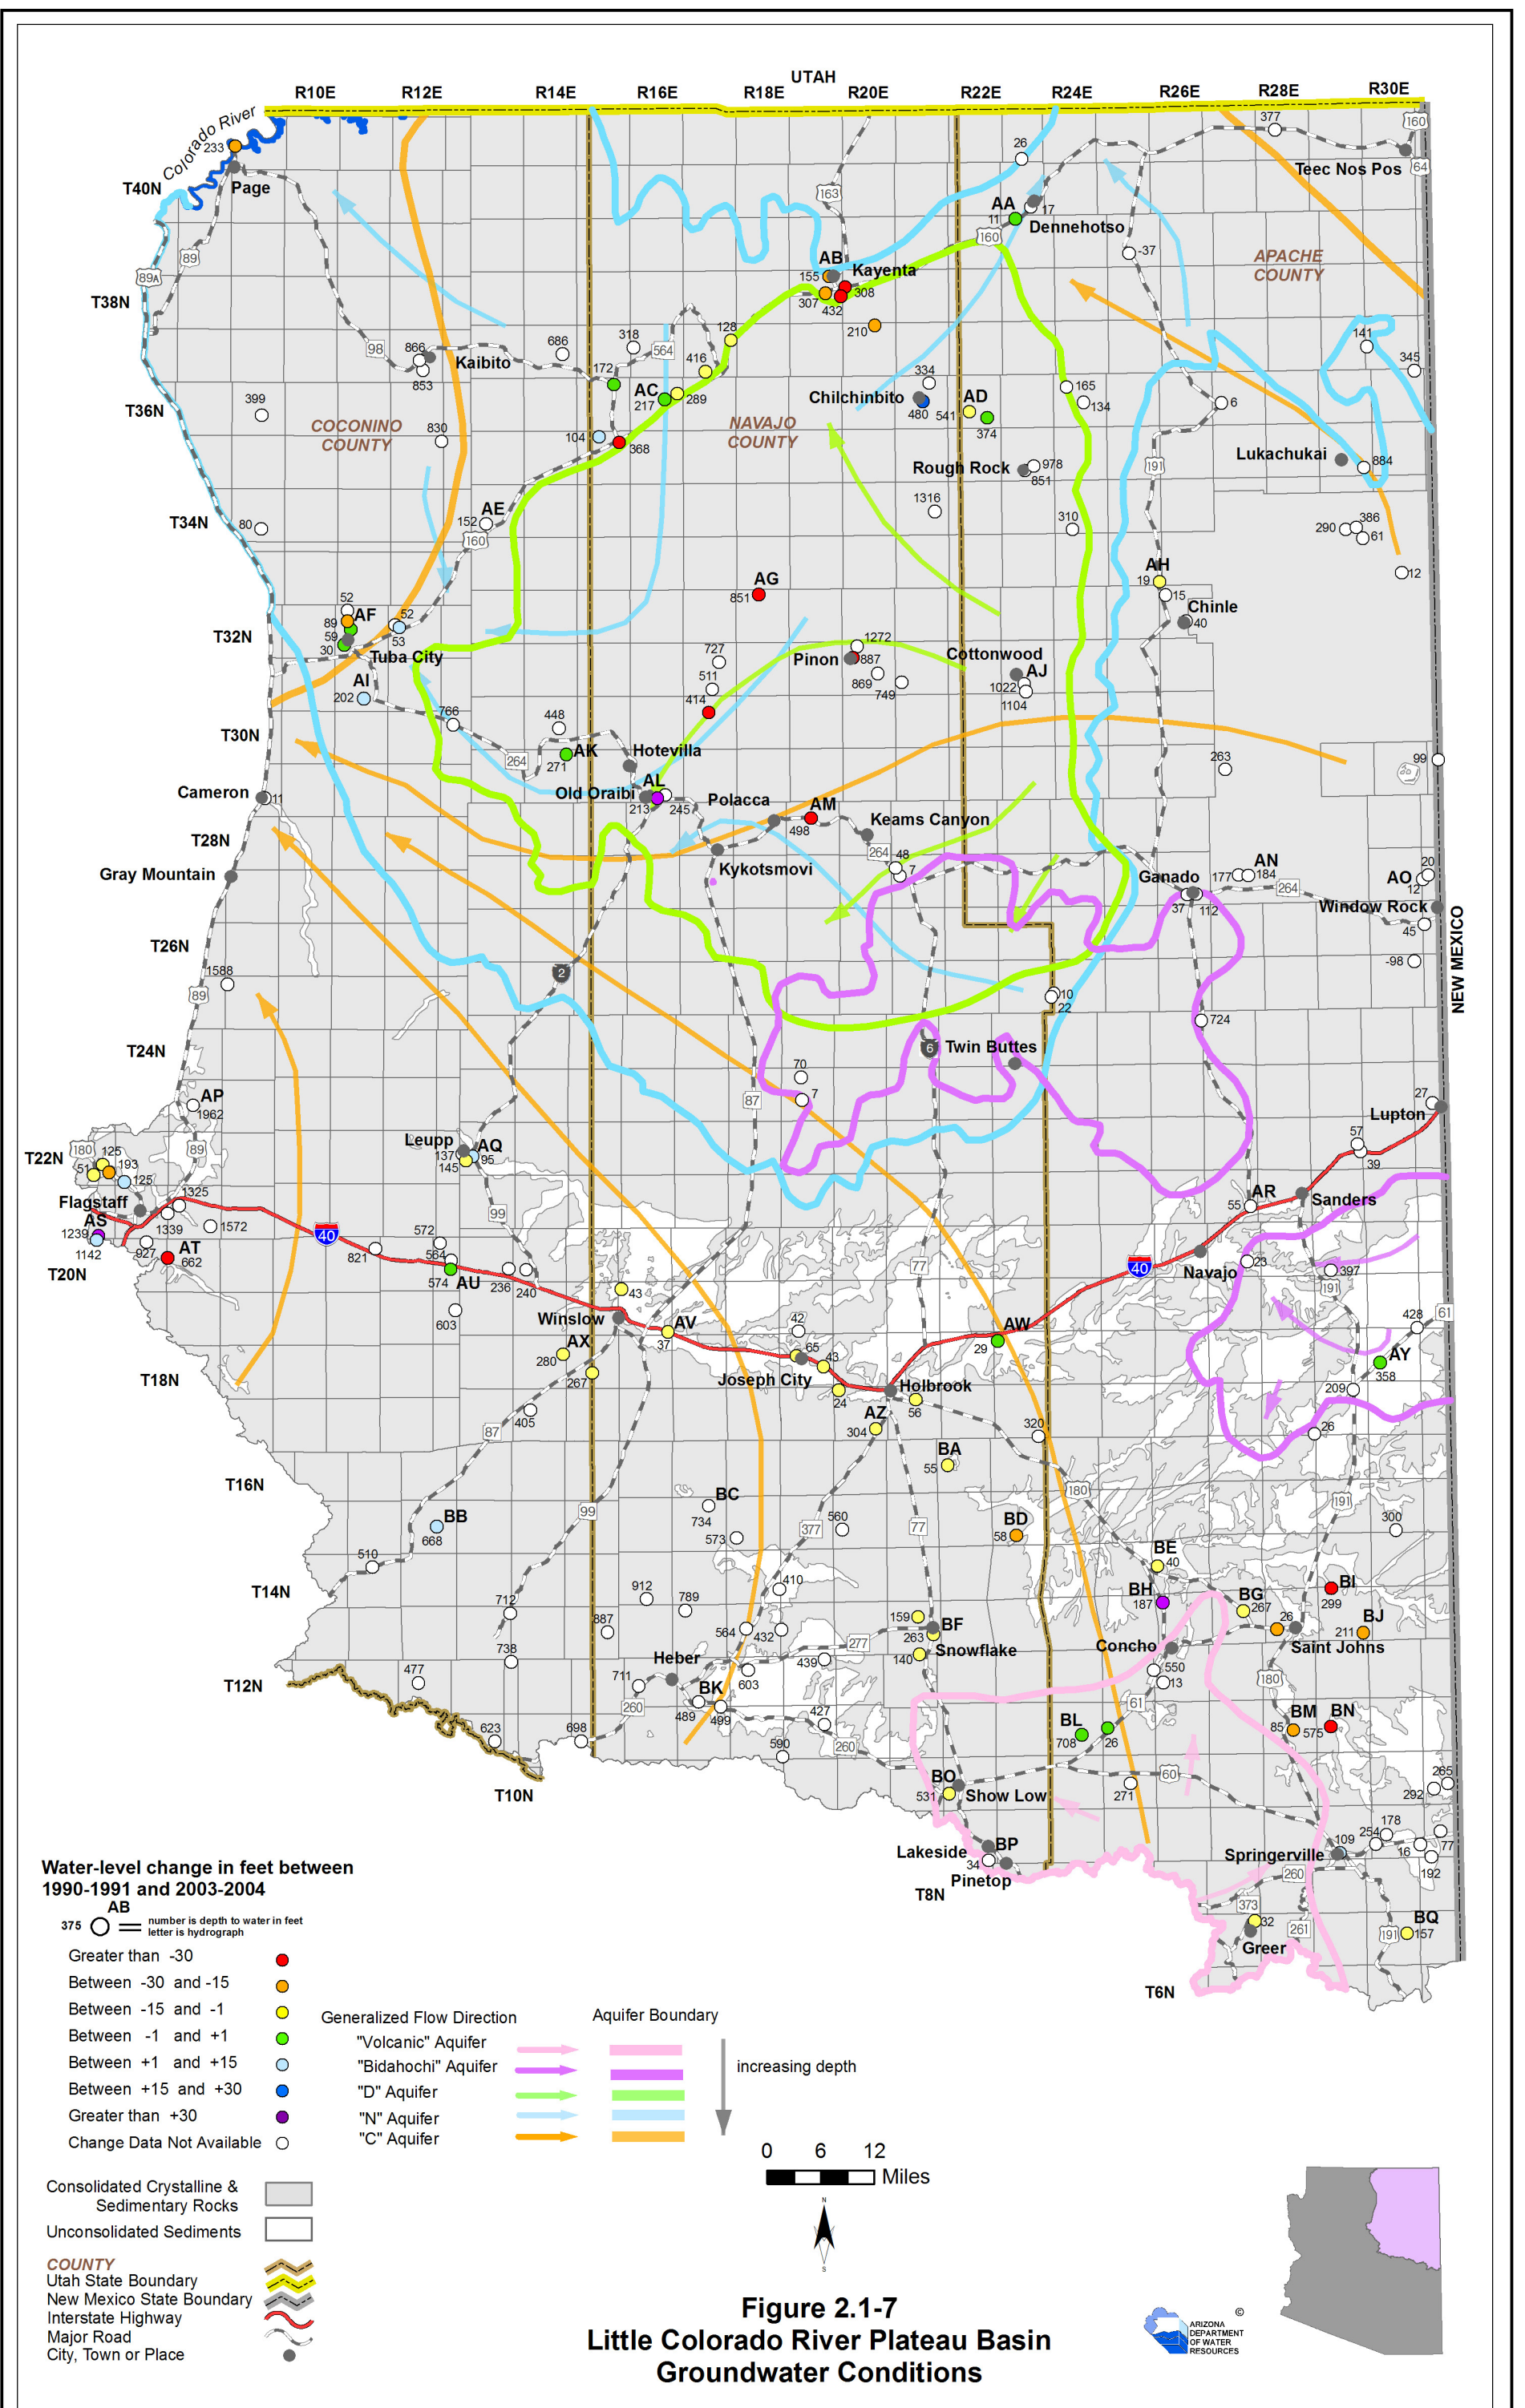 UTAH
R10E R12E R14E R16E R18E R20E R22E R24E R26E R28E R30E
Colorado River
377
160
233
26
Teec Nos Pos
64
T40N
Page
163
AA
17
11
Dennehotso
160
89
-37
AB
APACHE
COUNTY
89A
155
Kayenta
T38N
307
308
432
210
128
141
98
866
686
318
564
345
Kaibito
416
853
172
334
165
AC
AD
T36N
399
217
289
Chilchinbito
480
541
134
6
COCONINO
COUNTY
830
NAVAJO
COUNTY
374
104
368
Lukachukai
884
Rough Rock
978
851
191
1316
AE
T34N
80
152
310
386
290
61
160
AH
12
AG
19
851
15
52
Chinle
AF
52
40
89
T32N
59
53
30
Tuba City
1272
727
Pinon
887
Cottonwood
AJ
AI
511
869
1022
202
414
749
1104
766
448
T30N
Hotevilla
264
AK
271
263
99
AL
Cameron
11
Old Oraibi
213
245
Polacca
AM
498
Keams Canyon
T28N
264
48
Kykotsmovi
7
AN
20
Gray Mountain
Ganado
177
184
AO
12
264
37
112
Window Rock
45
T26N
NEW MEXICO
1588
2
-98
89
10
22
724
T24N
6
Twin Buttes
70
AP
87
7
27
1962
Lupton
180
125
89
Leupp
AQ
57
T22N
193
137
95
51
145
39
125
Flagstaff
1325
AR
Sanders
AS
99
55
1239
1339
1572
40
572
1142
927
AT
821
564
77
40
Navajo
23
662
397
T20N
574
AU
236
240
191
43
603
428
61
Winslow
AV
42
AW
AX
37
65
29
AY
280
43
358
T18N
267
Joseph City
Holbrook
209
24
405
56
AZ
320
26
87
304
BA
55
T16N
180
BC
99
191
734
560
BD
300
BB
377
77
58
668
573
BE
510
40
T14N
410
BH
BI
912
187
BG
299
712
789
267
159
26
BJ
887
BF
564
432
211
263
277
Snowflake
Concho
Saint Johns
738
140
Heber
439
550
T12N
477
711
603
13
180
BK
61
260
489
499
427
BL
BM
BN
85
575
623
698
708
26
590
260
60
BO
265
T10N
531
Show Low
271
292
178
BP
254
109
Lakeside
77
34
Springerville
16
Pinetop
260
192
T8N
373
32
261
BQ
191
157
Greer
T6N
Water-level change in feet between
1990-1991 and 2003-2004
AB
375
number is depth to water in feet
letter is hydrograph
Greater than -30
Between -30 and -15
Between -15 and -1
Between -1 and +1
Between +1 and +15
Between +15 and +30
Greater than +30
Change Data Not Available
Generalized Flow Direction
Aquifer Boundary
"Volcanic" Aquifer
"Bidahochi" Aquifer
increasing depth
"D" Aquifer
"N" Aquifer
"C" Aquifer
0 6 12
Miles
N
S
Consolidated Crystalline &
Sedimentary Rocks
Unconsolidated Sediments
COUNTY
Utah State Boundary
New Mexico State Boundary
Interstate Highway
Major Road
City, Town or Place
Figure 2.1-7
Little Colorado River Plateau Basin
Groundwater Conditions
©
ARIZONA
DEPARTMENT
OF WATER
RESOURCES